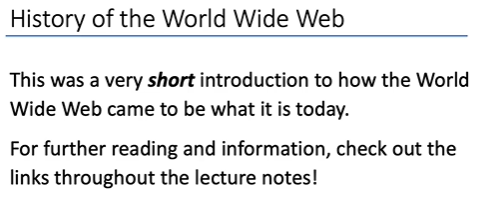 History of the World Wide Web
This was a very short introduction to how the World
Wide Web came to be what it is today.
For further reading and information, check out the
links throughout the lecture notes!